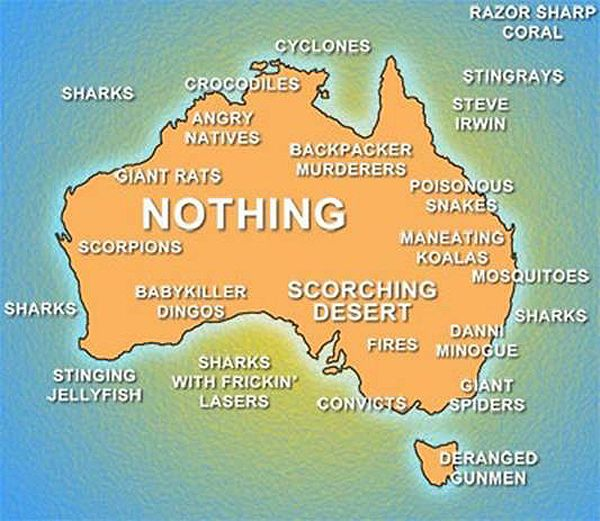 RAZOR SHARP
CORAL
CYCLONES
STINGRAYS
CROCODILES
SHARKS
STEVE
IRWIN
ANGRY
NATIVES
BACKPACKER
MURDERERS
GIANT RATS
POISONOUS
SNAKES
NOTHING
MANEATING
KOALAS
SCORPIONS
MOSQUITOES
BABYKILLER
DINGOS
SCORCHING
DESERT
SHARKS
SHARKS
DANNI
MINOGUE
FIRES
SHARKS
WITH FRICKIN'
LASERS
STINGING
JELLYFISH
GIANT
SPIDERS
CONVICTS
DERANGED
GUNMEN